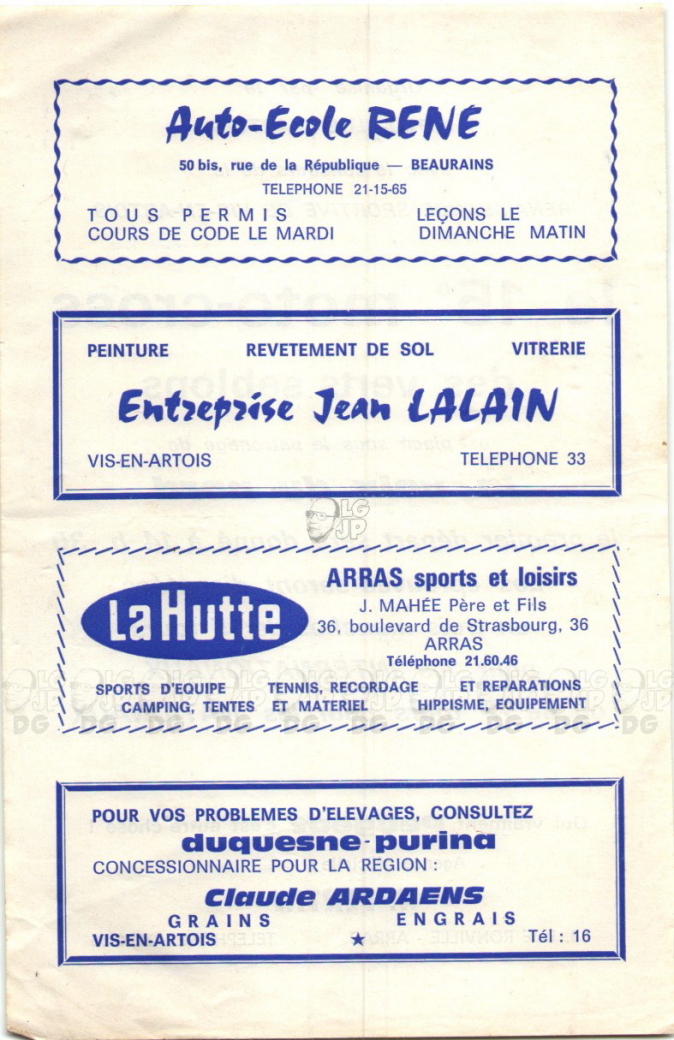 Auto-Ecole RENE
50 bis, rue de la République — BEAURAINS
TELEPHONE 21-15-65
TOUS PERMIS LEÇONS LE
COURS DE CODE LE MARDI DIMANCHE MATIN
PEINTURE REVETEMENT DE SOL VITRERIE
Entreprise Jean LALAIN
VIS-EN-ARTOIS TELEPHONE 33
LG
JP
ARRAS sports et loisirs
La Hutte
J. MAHÉE Père et Fils
36, boulevard de Strasbourg, 36
ARRAS
Téléphone 21.60.46
SPORTS D'EQUIPE TENNIS, RECORDAGE ET REPARATIONS
CAMPING, TENTES ET MATERIEL HIPPISME, EQUIPEMENT
POUR VOS PROBLEMES D'ELEVAGES, CONSULTEZ
duquesne-purina
CONCESSIONNAIRE POUR LA REGION :
Claude ARDAENS
GRAINS ENGRAIS
VIS-EN-ARTOIS ★ Tél : 16